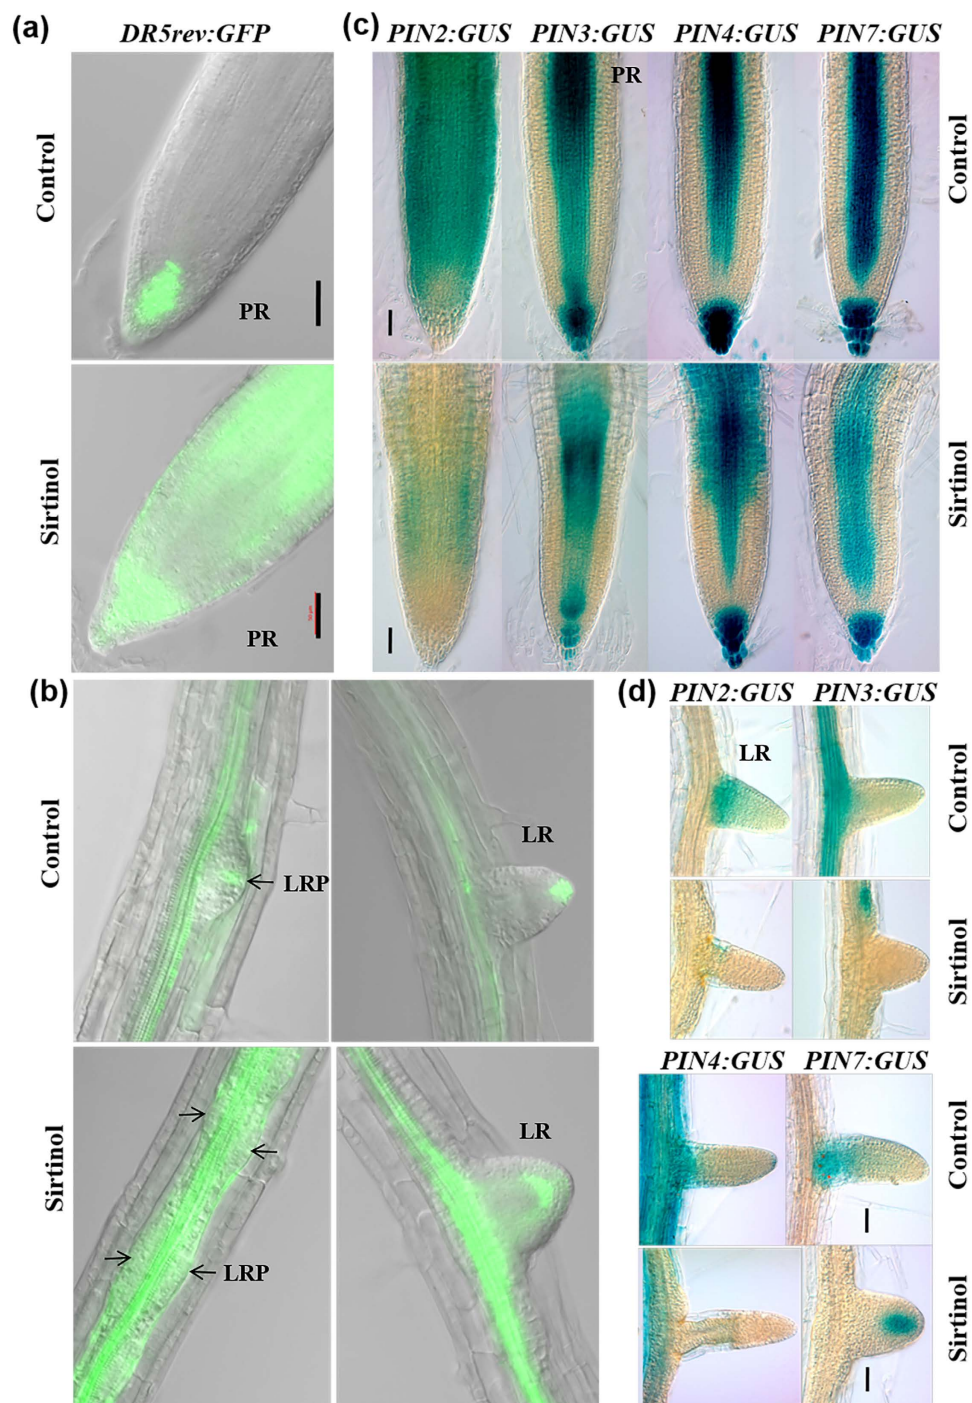 (a)
DR5rev:GFP
Control
PR
Sirtinol
PR
(b)
Control
LRP
LR
Sirtinol
LRP
LR
(c)
PIN2:GUS PIN3:GUS PIN4:GUS PIN7:GUS
PR
Control
Sirtinol
(d)
PIN2:GUS PIN3:GUS
LR
Control
Sirtinol
PIN4:GUS PIN7:GUS
Control
Sirtinol